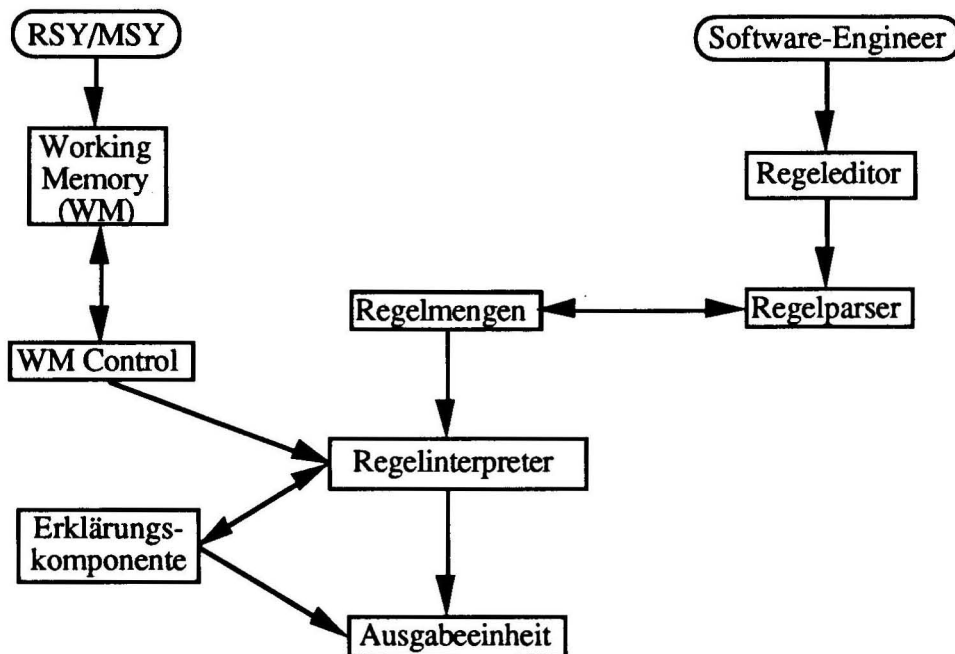 RSY/MSY
Software-Engineer
Working
Memory
(WM)
Regeleditor
Regelmengen
Regelparser
WM Control
Regelinterpreter
Erklärungs-
komponente
Ausgabeeinheit